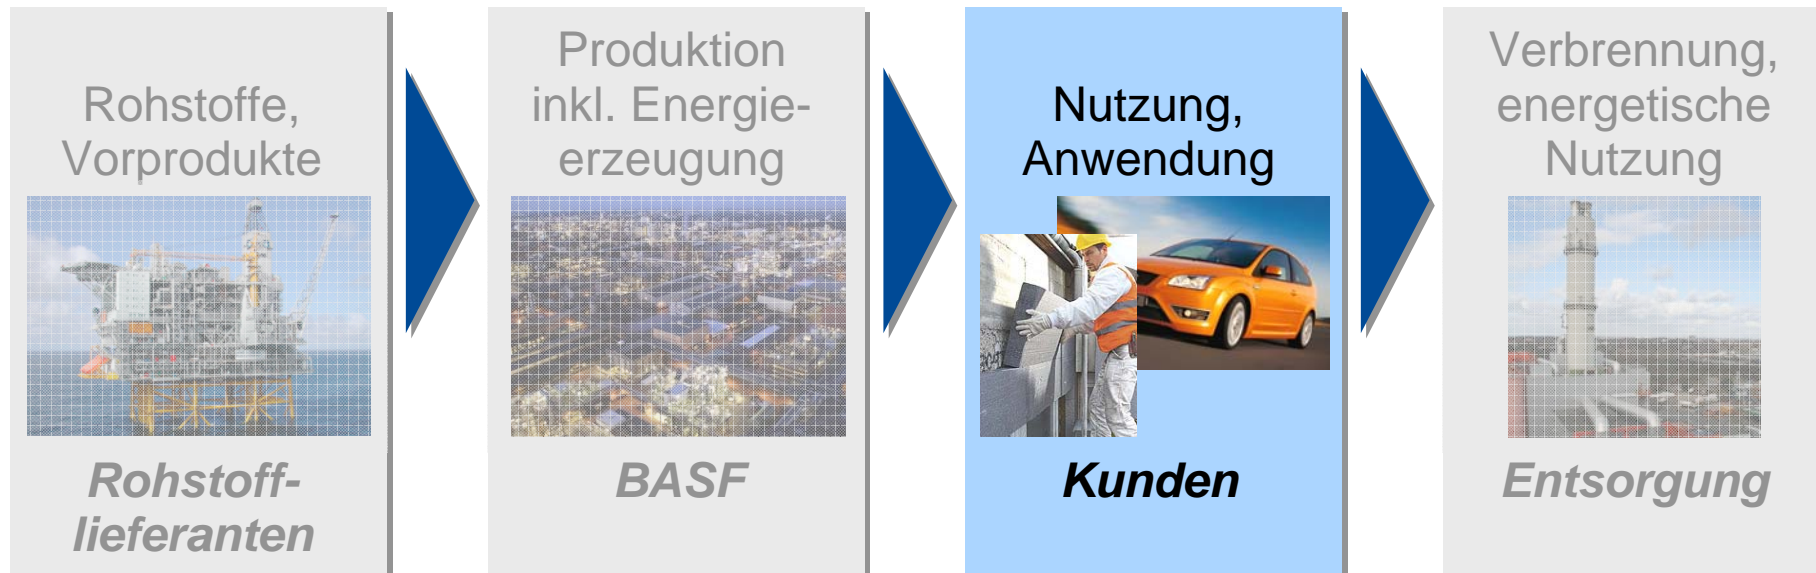 Rohstoffe,
Vorprodukte
Rohstoff-
lieferanten
Produktion
inkl. Energie-
erzeugung
BASF
Nutzung,
Anwendung
Kunden
Verbrennung,
energetische
Nutzung
Entsorgung